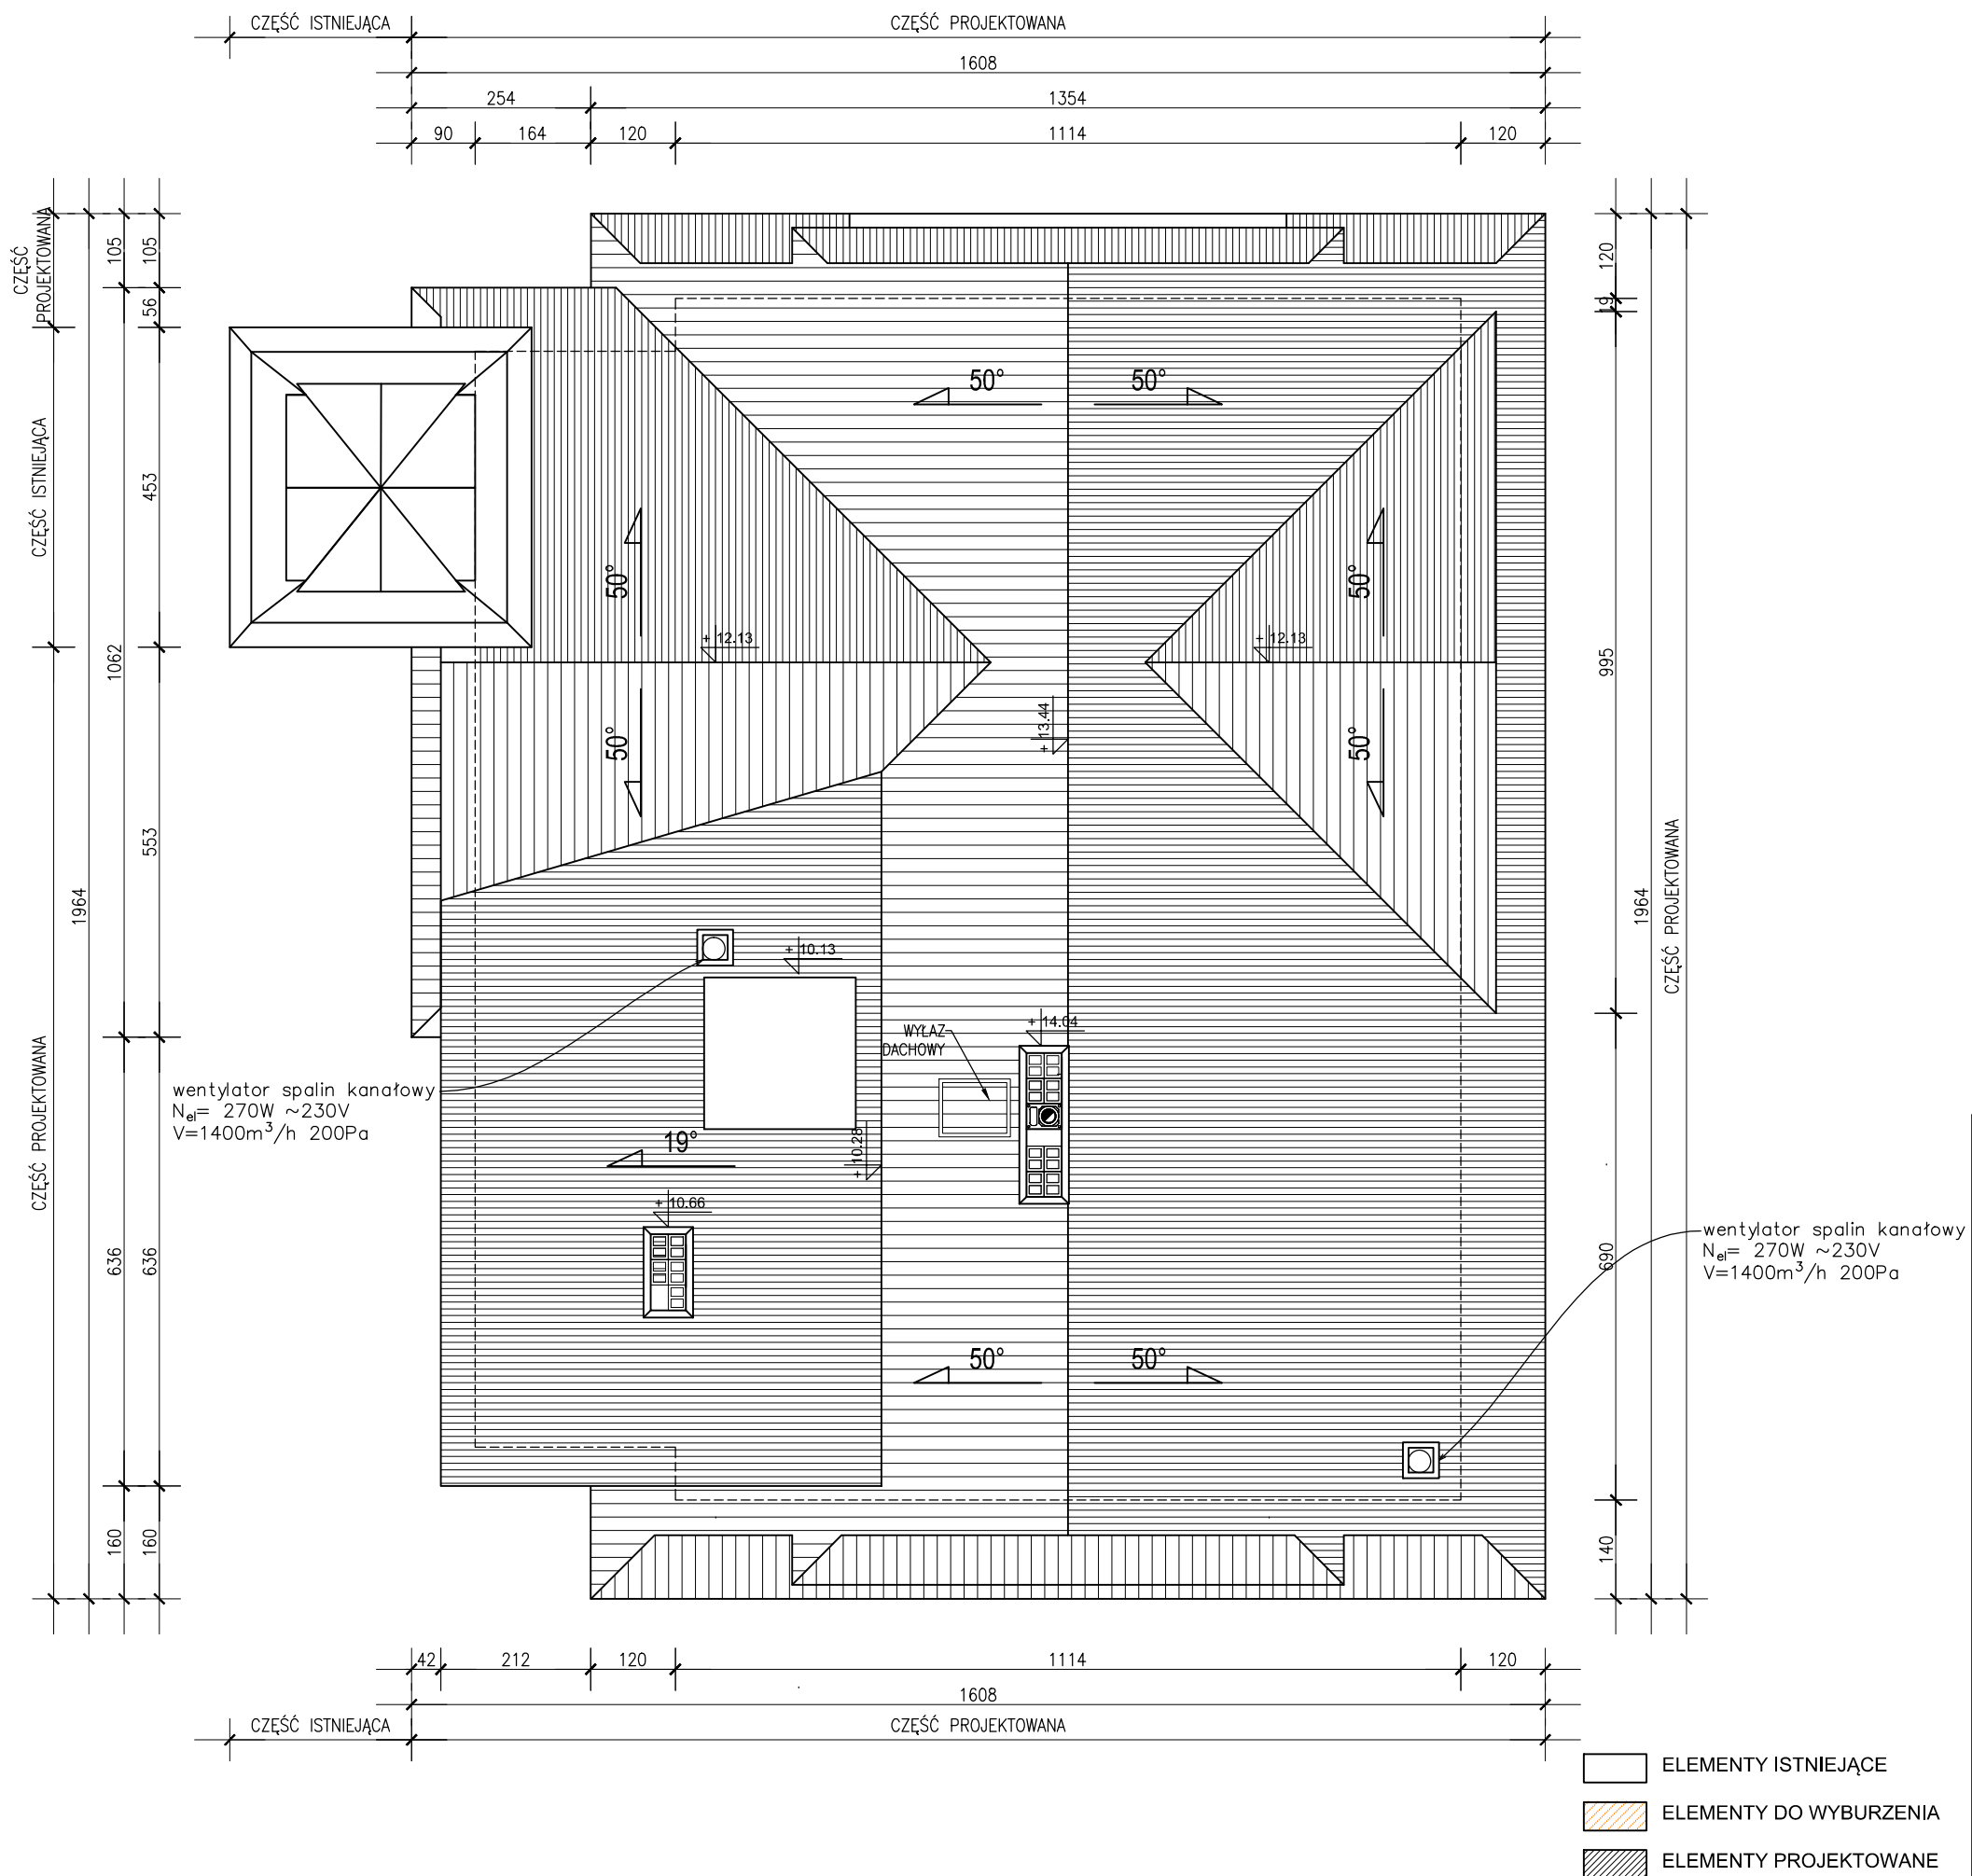 CZĘŚĆ ISTNIEJĄCA
CZĘŚĆ PROJEKTOWANA
1608
254
1354
90
164
120
1114
120
CZĘŚĆ
PROJEKTOWANA
CZĘŚĆ ISTNIEJĄCA
CZĘŚĆ PROJEKTOWANA
1964
105
1062
636
160
105
56
453
553
636
160
50°
50°
50°
50°
50°
50°
+ 12.13
+ 12.13
+ 13.44
+ 10.13
WYŁAZ
DACHOWY
+ 14.04
+ 10.28
19°
+ 10.66
50°
50°
wentylator spalin kanałowy
Nel= 270W ~230V
V=1400m³/h 200Pa
wentylator spalin kanałowy
Nel= 270W ~230V
V=1400m³/h 200Pa
120
19
995
690
140
1964
CZĘŚĆ PROJEKTOWANA
42
212
120
1114
120
1608
CZĘŚĆ ISTNIEJĄCA
CZĘŚĆ PROJEKTOWANA
ELEMENTY ISTNIEJĄCE
ELEMENTY DO WYBURZENIA
ELEMENTY PROJEKTOWANE